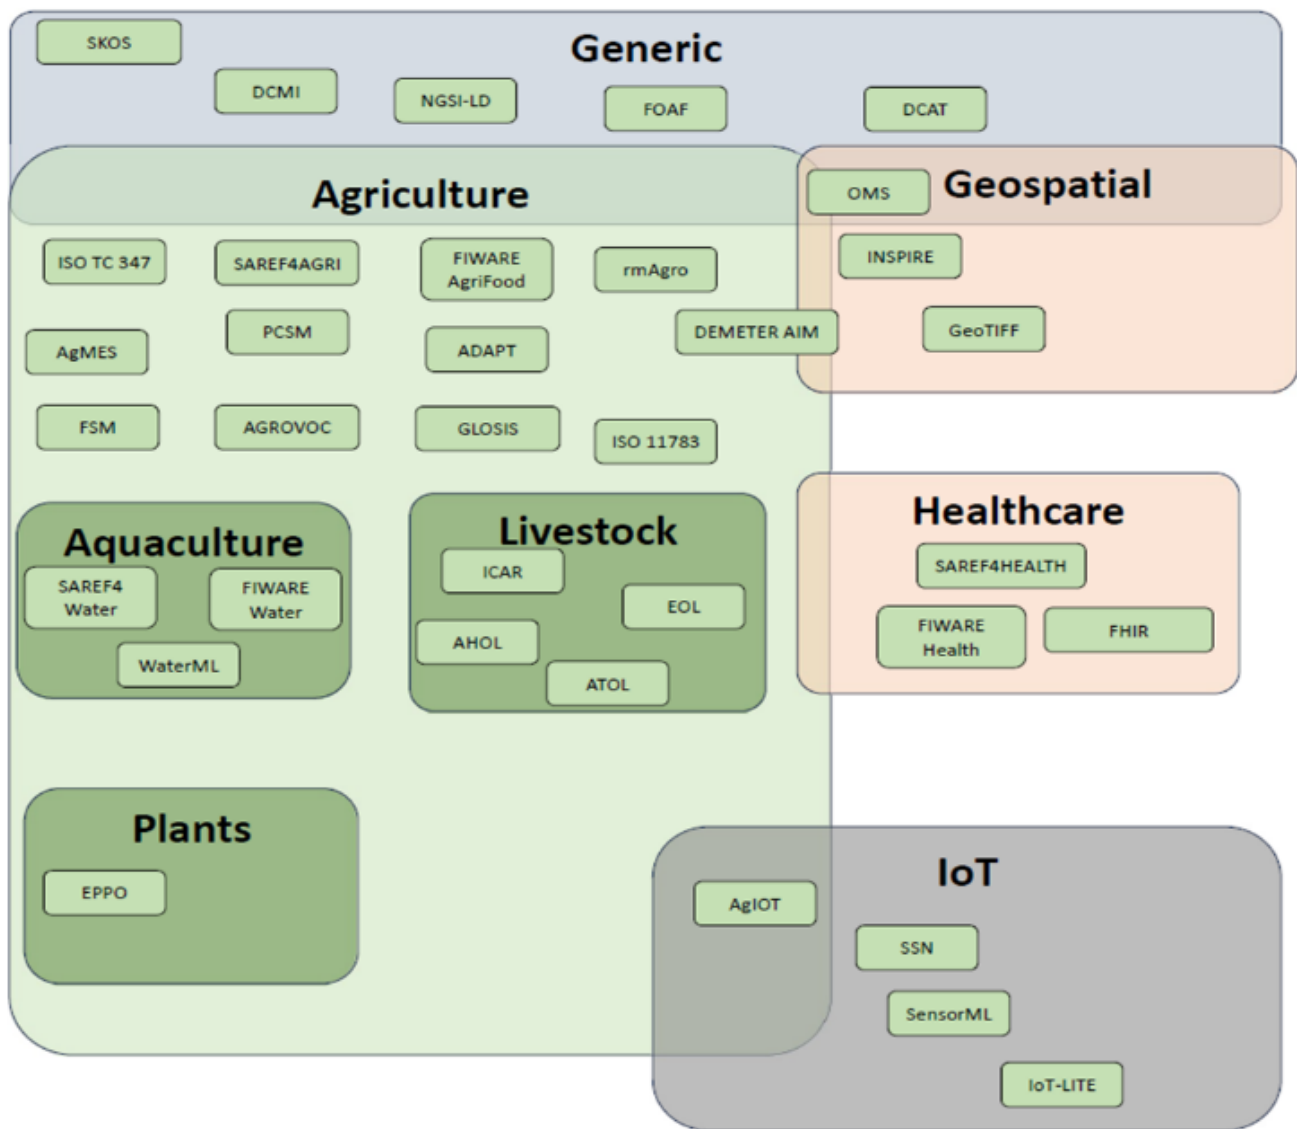 SKOS
Generic
DCMI
NGSI-LD
FOAF
DCAT
Agriculture
OMS
Geospatial
ISO TC 347
SAREF4AGRI
FIWARE
AgriFood
rmAgro
INSPIRE
AgMES
PCSM
ADAPT
DEMETER AIM
GeoTIFF
FSM
AGROVOC
GLOSIS
ISO 11783
Aquaculture
SAREF4
Water
FIWARE
Water
WaterML
Livestock
ICAR
EOL
AHOL
ATOL
Healthcare
SAREF4HEALTH
FIWARE
Health
FHIR
Plants
EPPO
IoT
AgIOT
SSN
SensorML
IoT-LITE